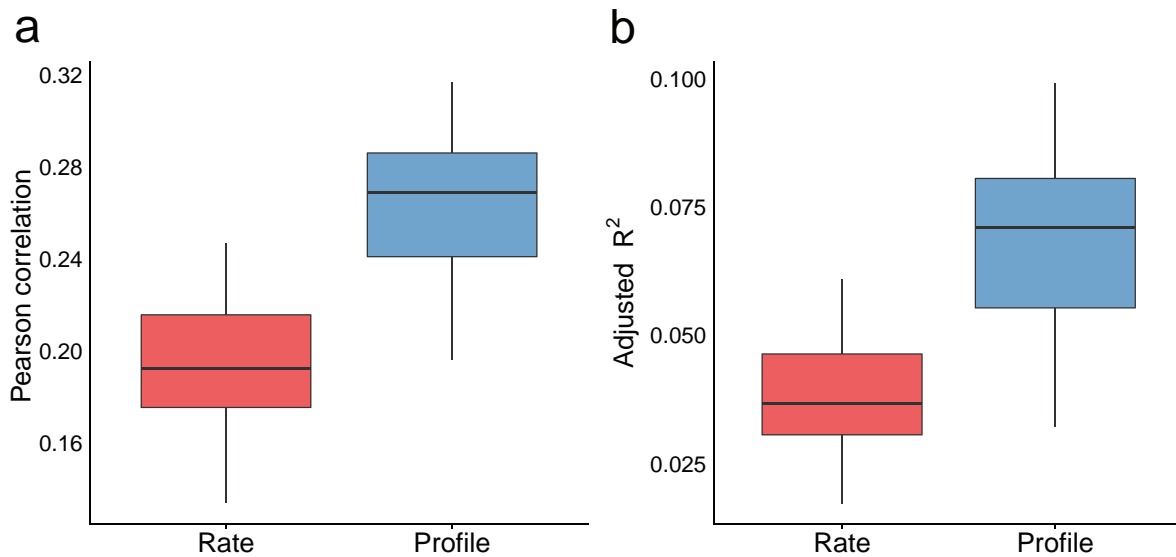 a
Pearson correlation
0.32
0.28
0.24
0.20
0.16
Rate Profile
b
Adjusted R²
0.100
0.075
0.050
0.025
Rate Profile